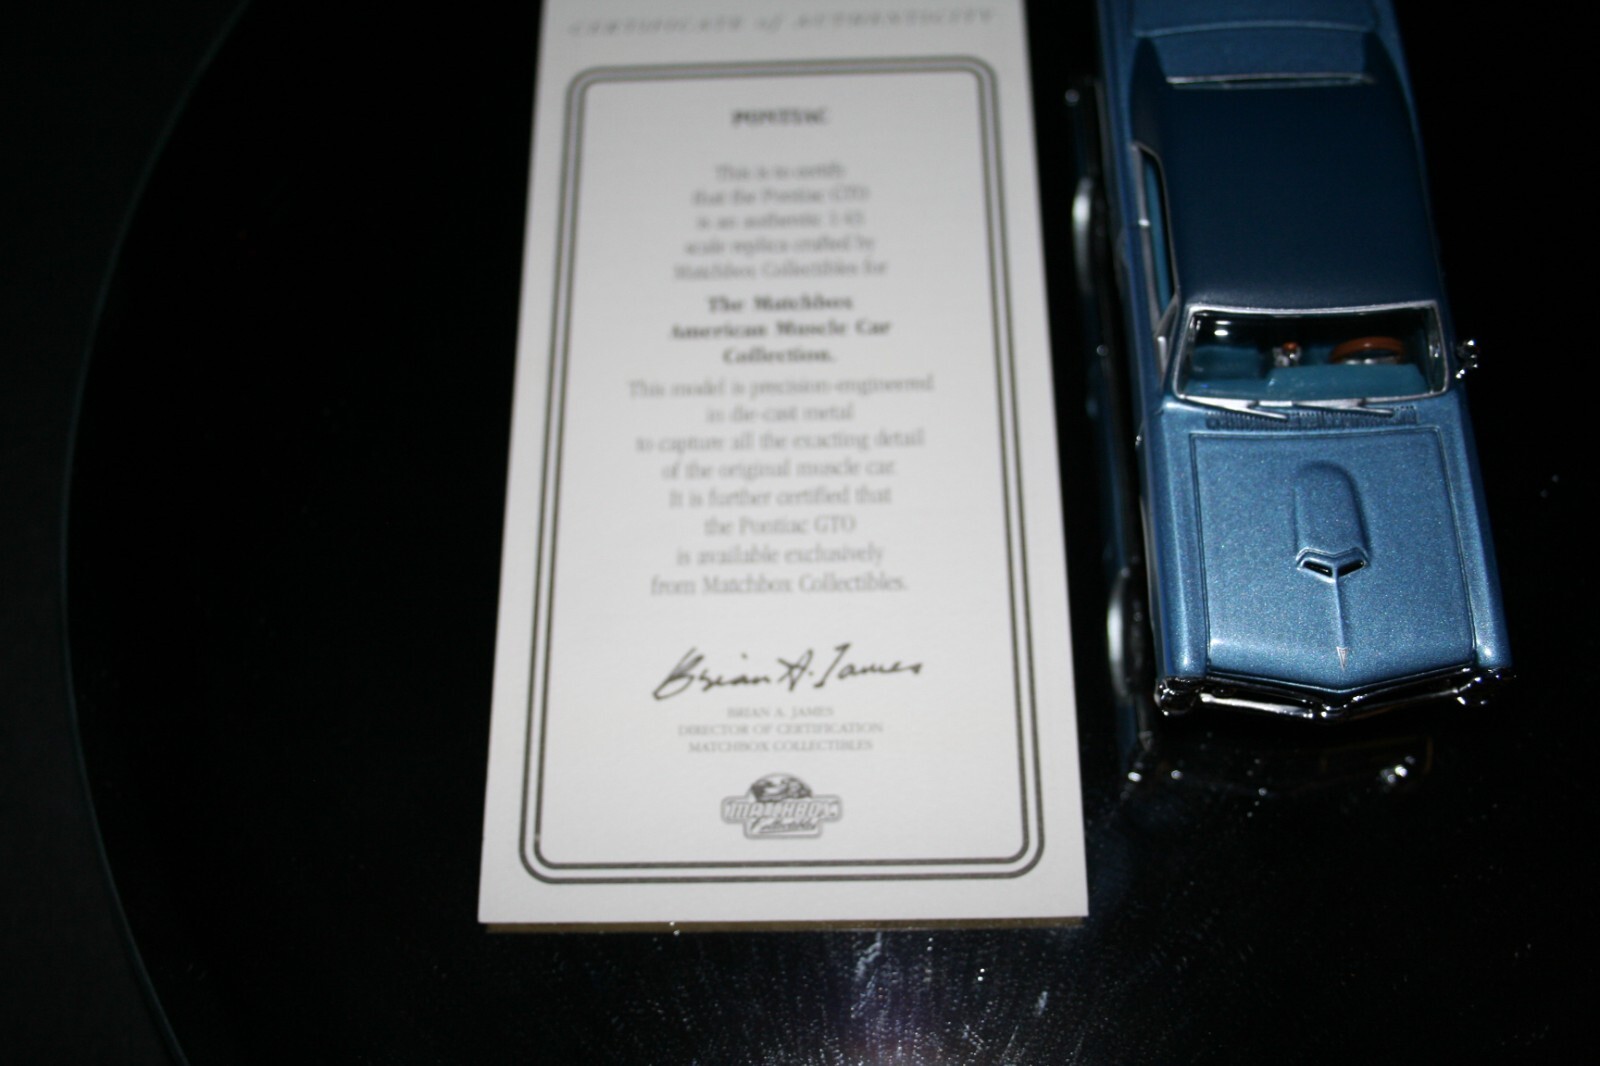 CERTIFICATE of AUTHENTICITY
PONTIAC
This is to certify
that the Pontiac GTO
is an authentic 1:43
scale replica crafted by
Matchbox Collectibles for
The Matchbox
American Muscle Car
Collection.
This model is precision-engineered
in die-cast metal
to capture all the exacting detail
of the original muscle car.
It is further certified that
the Pontiac GTO
is available exclusively
from Matchbox Collectibles.
Brian A. James
BRIAN A. JAMES
DIRECTOR OF CERTIFICATION
MATCHBOX COLLECTIBLES
MATCHBOX
Collectibles